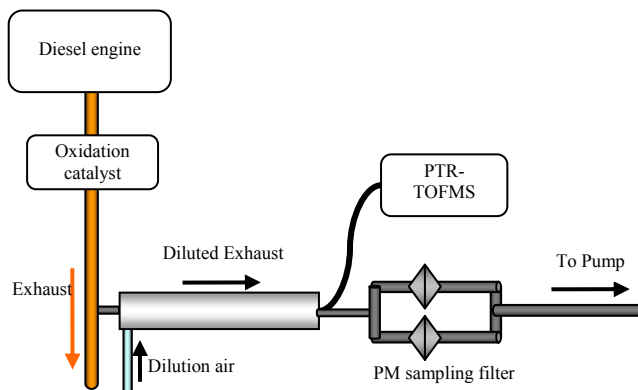 Diesel engine
Oxidation
catalyst
PTR-
TOFMS
Diluted Exhaust
To Pump
Exhaust
Dilution air
PM sampling filter